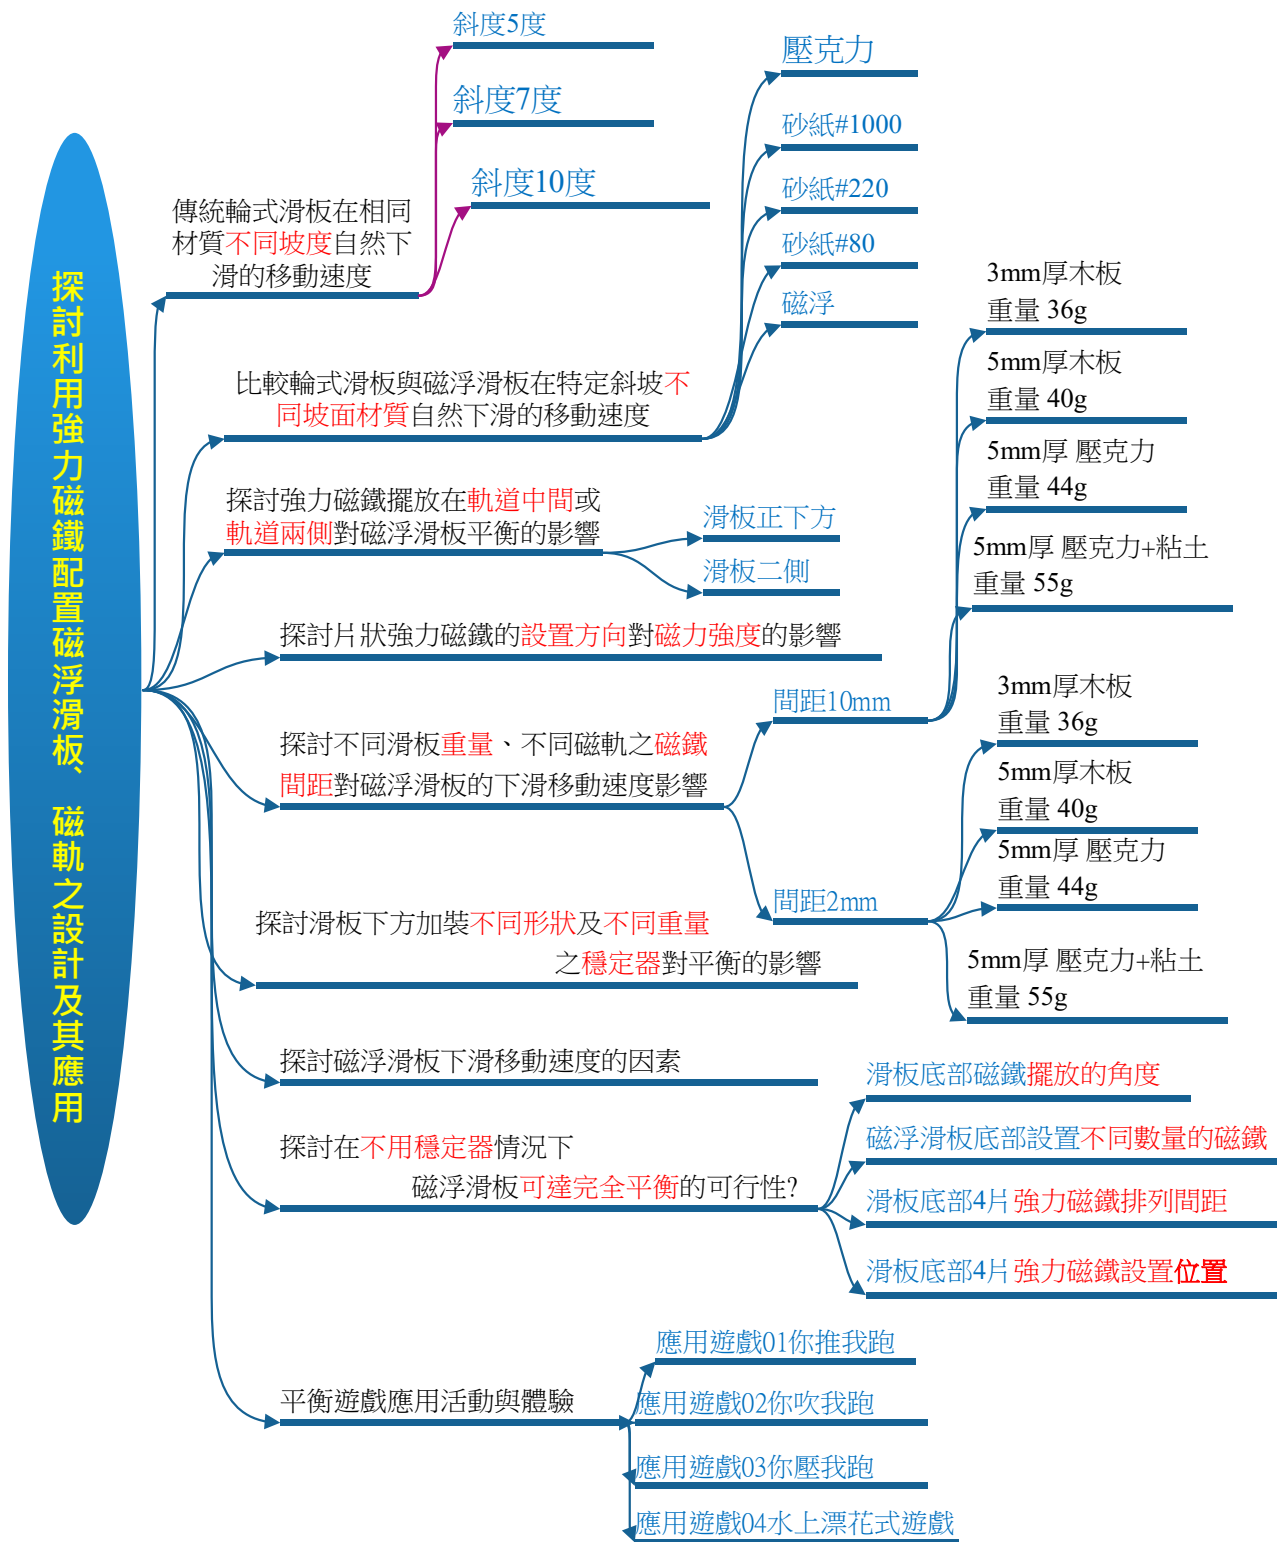 探討利用強力磁鐵配置磁浮滑板、磁軌之設計及其應用
傳統輪式滑板在相同
材質不同坡度自然下
滑的移動速度
斜度5度
斜度7度
斜度10度
比較輪式滑板與磁浮滑板在特定斜坡不
同坡面材質自然下滑的移動速度
壓克力
砂紙#1000
砂紙#220
砂紙#80
磁浮
探討強力磁鐵擺放在軌道中間或
軌道兩側對磁浮滑板平衡的影響
滑板正下方
滑板二側
探討片狀強力磁鐵的設置方向對磁力強度的影響
探討不同滑板重量、不同磁軌之磁鐵
間距對磁浮滑板的下滑移動速度影響
間距10mm
3mm厚木板
重量 36g
5mm厚木板
重量 40g
5mm厚 壓克力
重量 44g
5mm厚 壓克力+粘土
重量 55g
間距2mm
3mm厚木板
重量 36g
5mm厚木板
重量 40g
5mm厚 壓克力
重量 44g
5mm厚 壓克力+粘土
重量 55g
探討滑板下方加裝不同形狀及不同重量
之穩定器對平衡的影響
探討磁浮滑板下滑移動速度的因素
探討在不用穩定器情況下
磁浮滑板可達完全平衡的可行性?
滑板底部磁鐵擺放的角度
磁浮滑板底部設置不同數量的磁鐵
滑板底部4片強力磁鐵排列間距
滑板底部4片強力磁鐵設置位置
平衡遊戲應用活動與體驗
應用遊戲01你推我跑
應用遊戲02你吹我跑
應用遊戲03你壓我跑
應用遊戲04水上漂花式遊戲